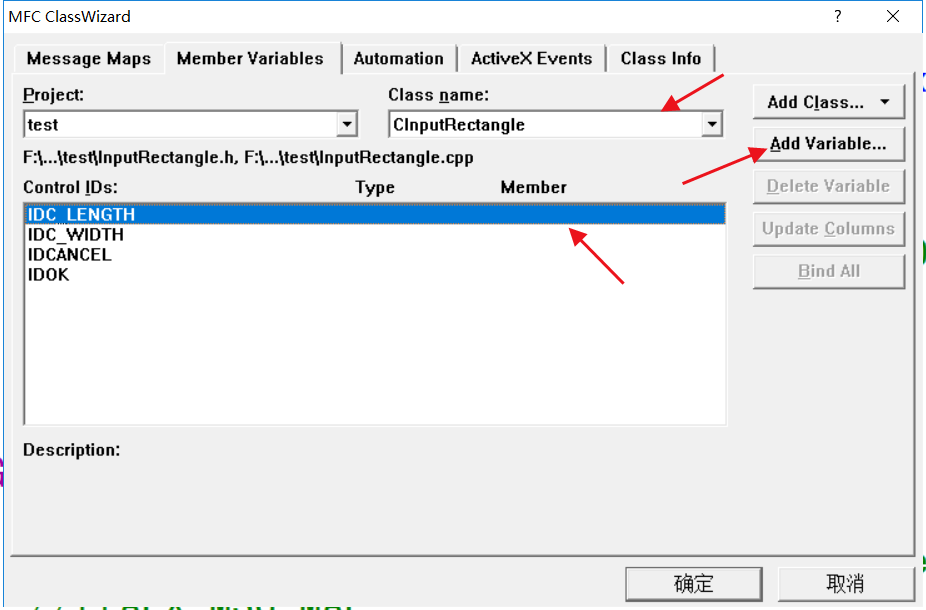 MFC ClassWizard
Message Maps Member Variables Automation ActiveX Events Class Info
Project: Class name:
test CInputRectangle
Add Class...
F:\...\test\InputRectangle.h, F:\...\test\InputRectangle.cpp
Add Variable...
Control IDs: Type Member
Delete Variable
IDC_LENGTH
IDC_WIDTH
Update Columns
IDCANCEL
IDOK
Bind All
Description:
确定 取消